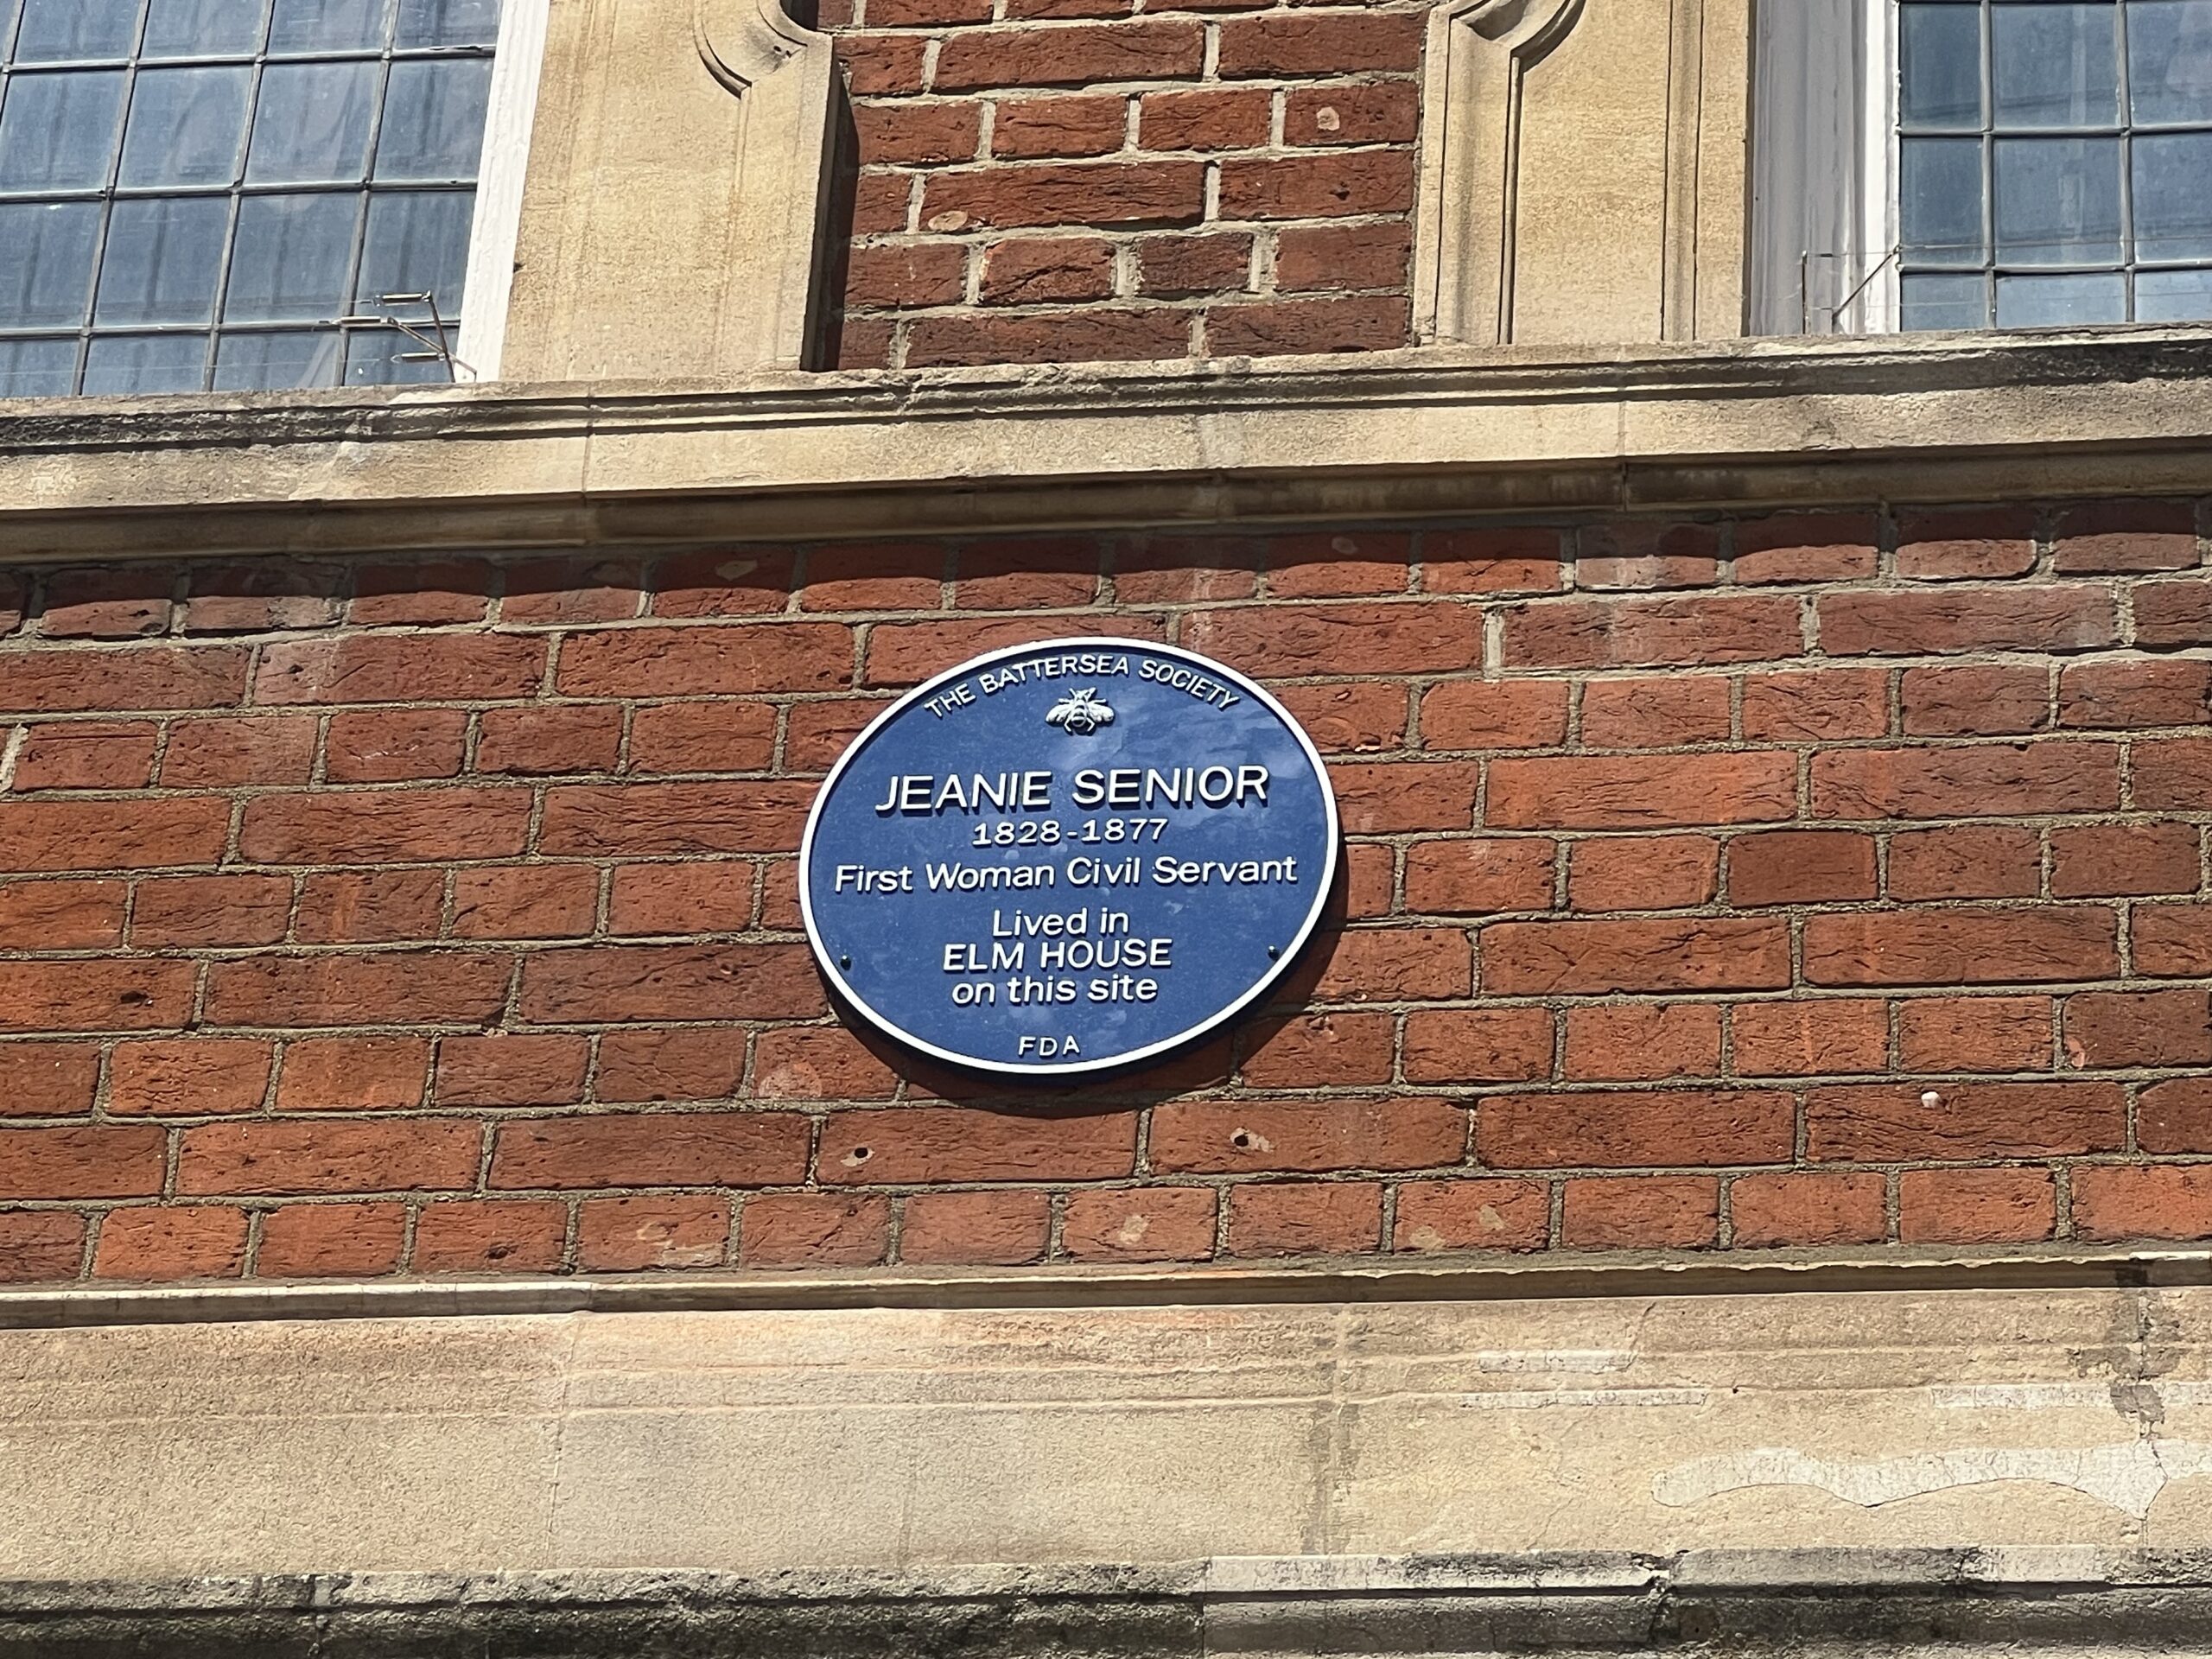 THE BATTERSEA SOCIETY
JEANIE SENIOR
1828-1877
First Woman Civil Servant
Lived in
ELM HOUSE
on this site
FDA